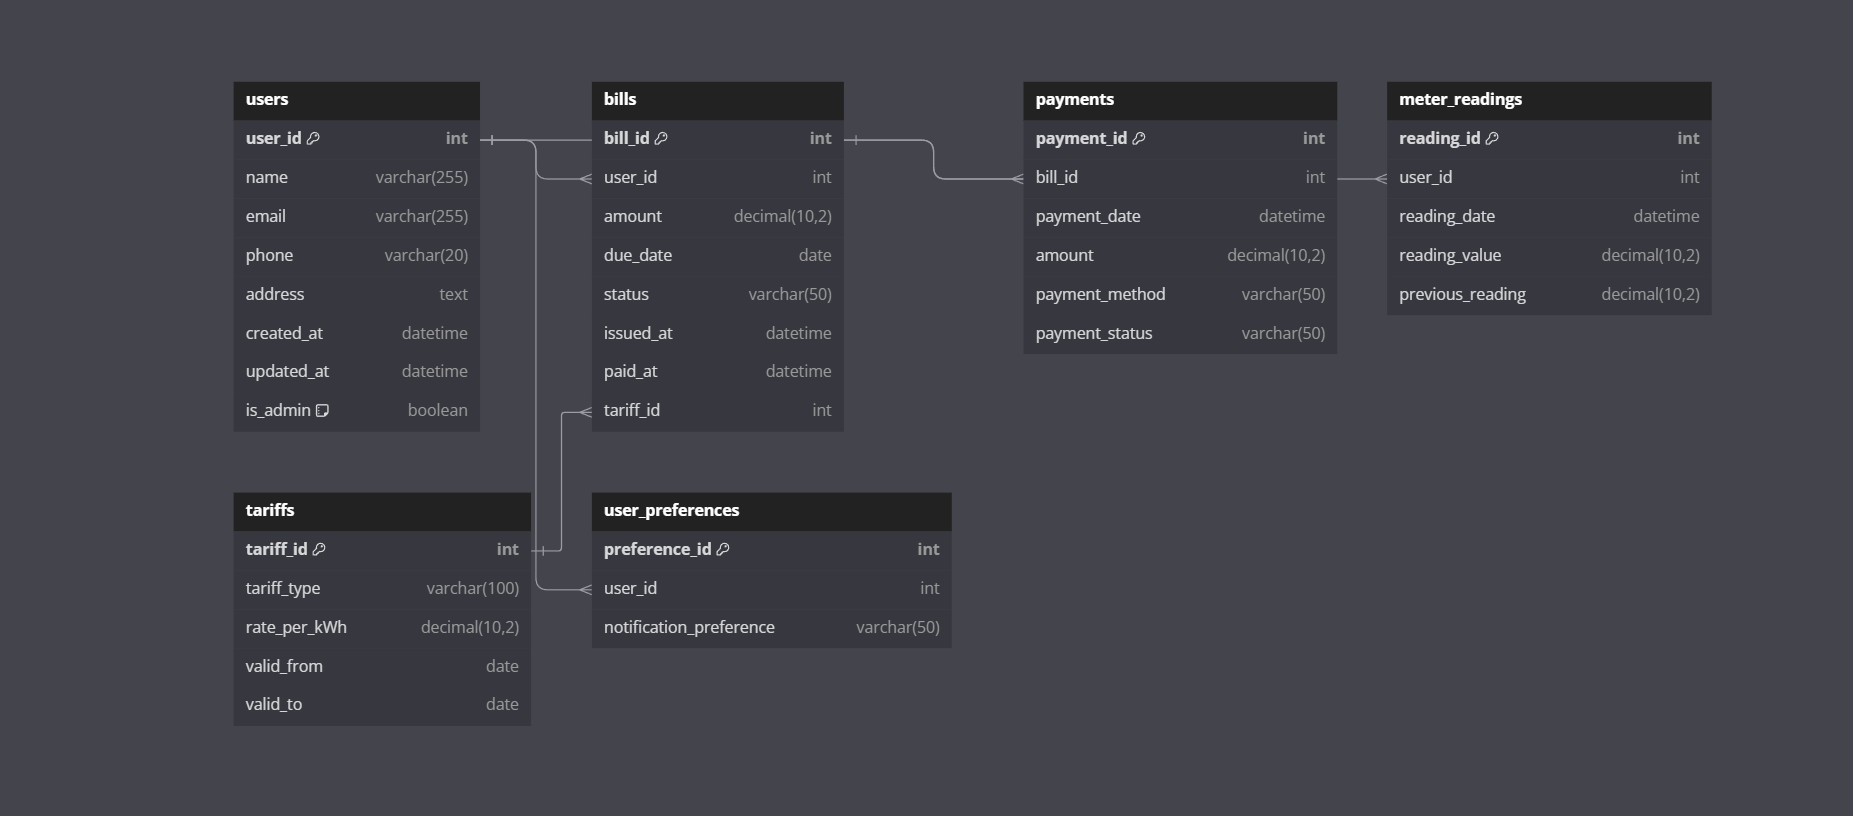 users
user_id int
name varchar(255)
email varchar(255)
phone varchar(20)
address text
created_at datetime
updated_at datetime
is_admin boolean
bills
bill_id int
user_id int
amount decimal(10,2)
due_date date
status varchar(50)
issued_at datetime
paid_at datetime
tariff_id int
payments
payment_id int
bill_id int
payment_date datetime
amount decimal(10,2)
payment_method varchar(50)
payment_status varchar(50)
meter_readings
reading_id int
user_id int
reading_date datetime
reading_value decimal(10,2)
previous_reading decimal(10,2)
tariffs
tariff_id int
tariff_type varchar(100)
rate_per_kWh decimal(10,2)
valid_from date
valid_to date
user_preferences
preference_id int
user_id int
notification_preference varchar(50)